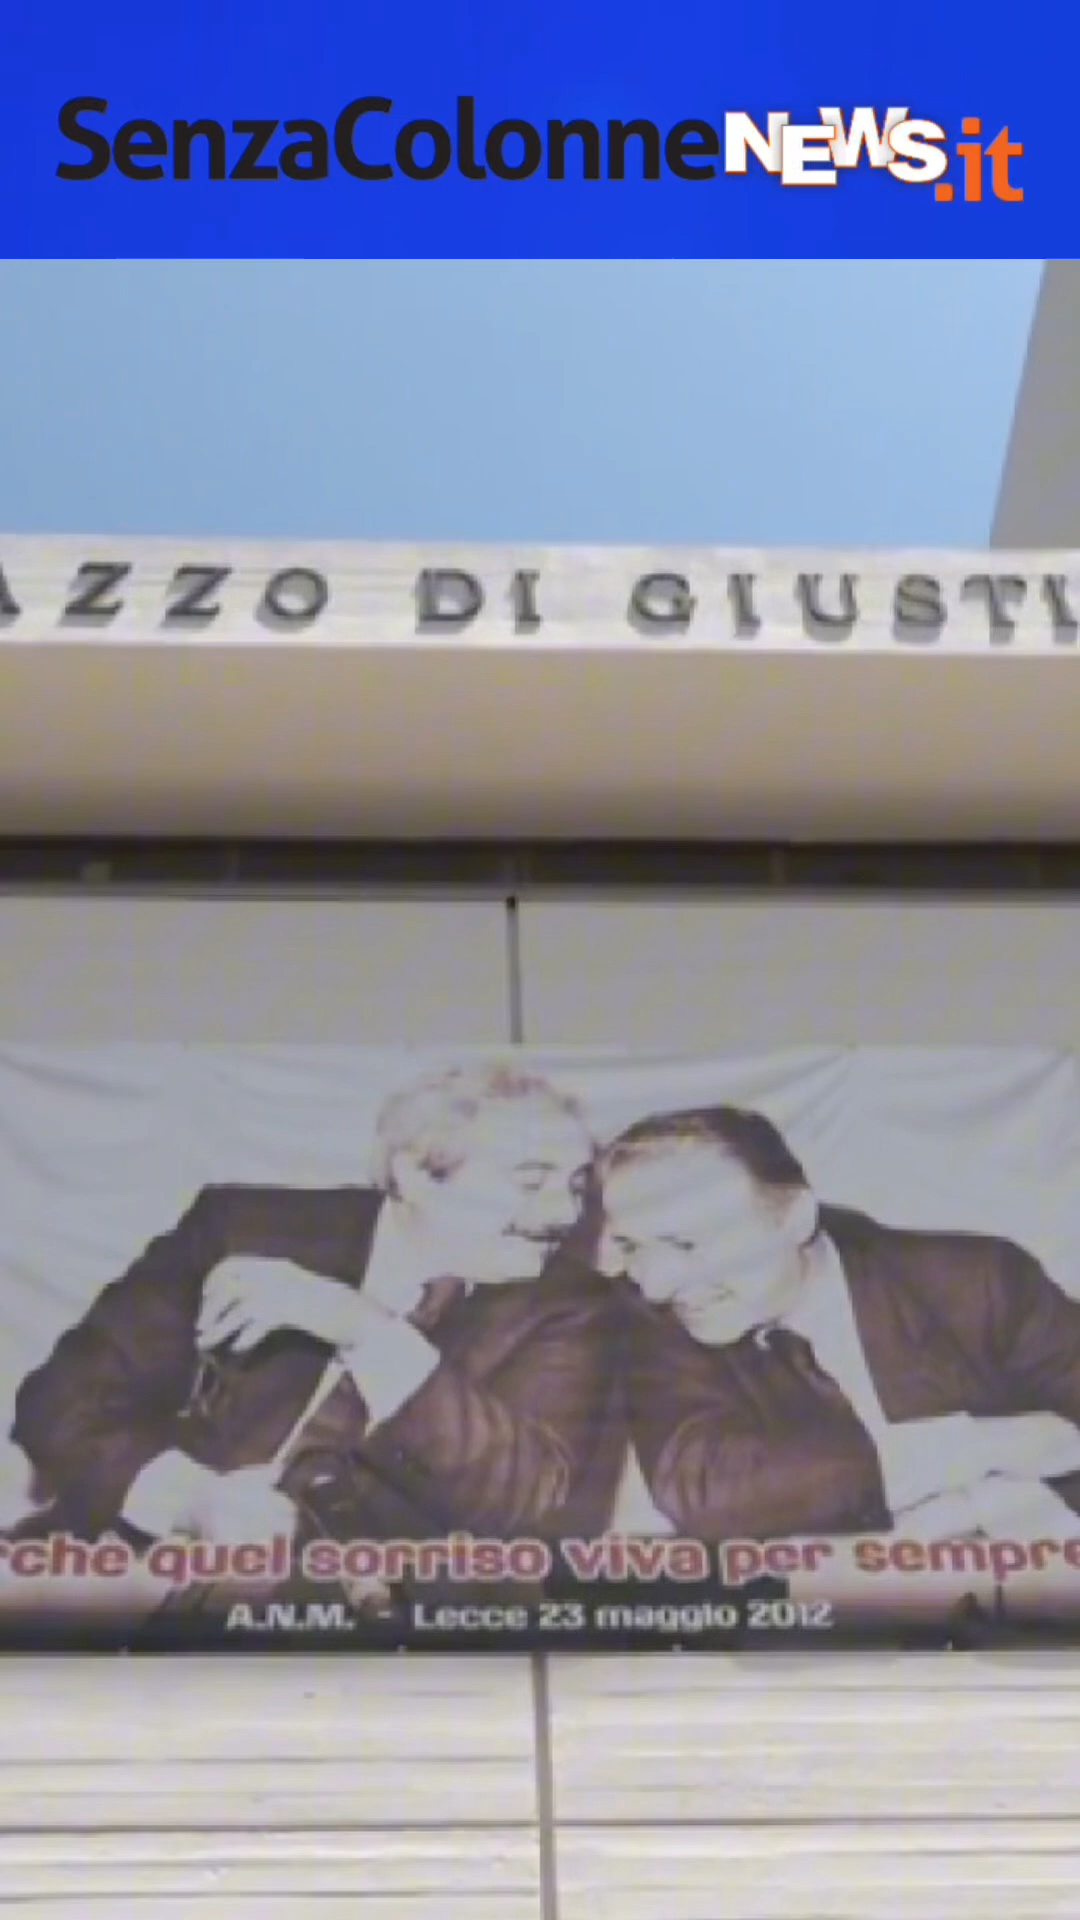 SenzaColonneNEWS.it
AZZO DI GIUSTI
rchè quel sorriso viva per sempre
A.N.M. - Lecce 23 maggio 2012